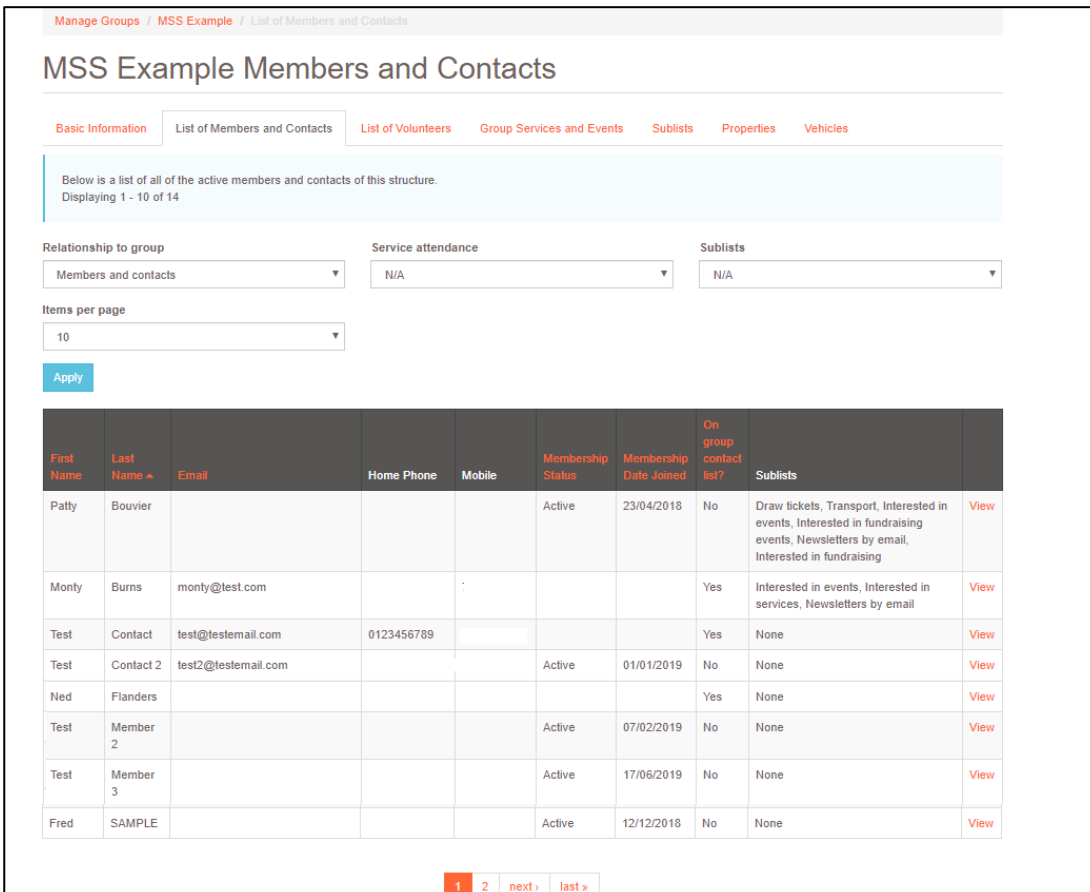 Manage Groups / MSS Example / List of Members and Contacts
MSS Example Members and Contacts
Basic Information List of Members and Contacts List of Volunteers Group Services and Events Sublists Properties Vehicles
Below is a list of all of the active members and contacts of this structure.
Displaying 1 - 10 of 14
Relationship to group Service attendance Sublists
Members and contacts N/A N/A
Items per page
10
Apply
First Name Last Name Email Home Phone Mobile Membership Status Membership Date Joined On group contact list? Sublists
Patty Bouvier Active 23/04/2018 No Draw tickets, Transport, Interested in View
events, Interested in fundraising
events, Newsletters by email,
Interested in fundraising
Monty Burns monty@test.com Yes Interested in events, Interested in View
services, Newsletters by email
Test Contact test@testemail.com 0123456789 Yes None View
Test Contact 2 test2@testemail.com Active 01/01/2019 No None View
Ned Flanders Yes None View
Test Member Active 07/02/2019 No None View
2
Test Member Active 17/06/2019 No None View
3
Fred SAMPLE Active 12/12/2018 No None View
1 2 next › last »